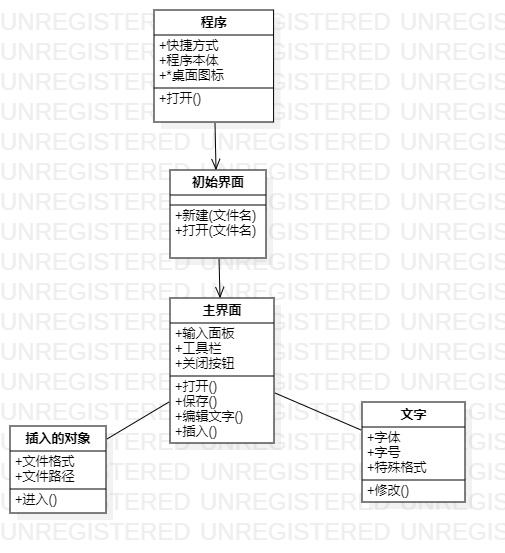 程序
+快捷方式
+程序本体
+*桌面图标
+打开()
初始界面
+新建(文件名)
+打开(文件名)
主界面
+输入面板
+工具栏
+关闭按钮
+打开()
+保存()
+编辑文字()
+插入()
插入的对象
+文件格式
+文件路径
+进入()
文字
+字体
+字号
+特殊格式
+修改()
UNREGISTERED